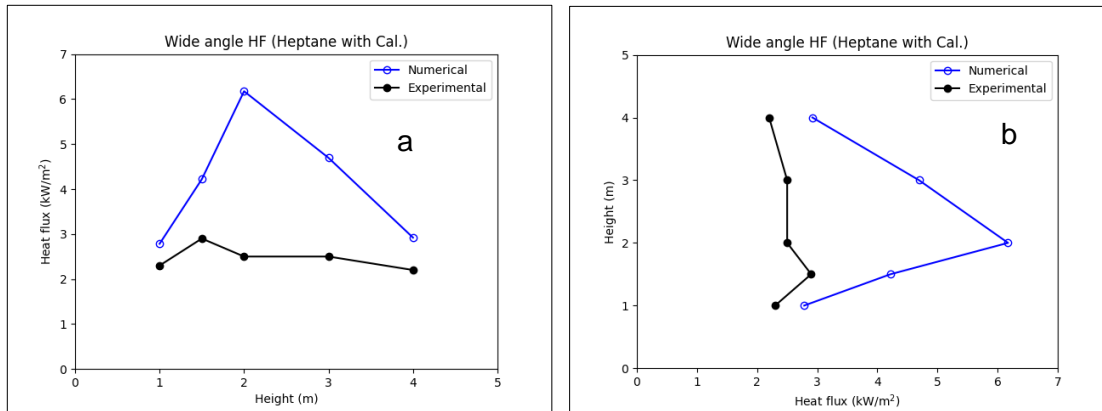 Wide angle HF (Heptane with Cal.)
7
6
5
4
3
2
1
0
0
1
2
3
4
5
Heat flux (kW/m²)
Height (m)
Numerical
Experimental
a
Wide angle HF (Heptane with Cal.)
5
4
3
2
1
0
0
1
2
3
4
5
6
7
Height (m)
Heat flux (kW/m²)
Numerical
Experimental
b